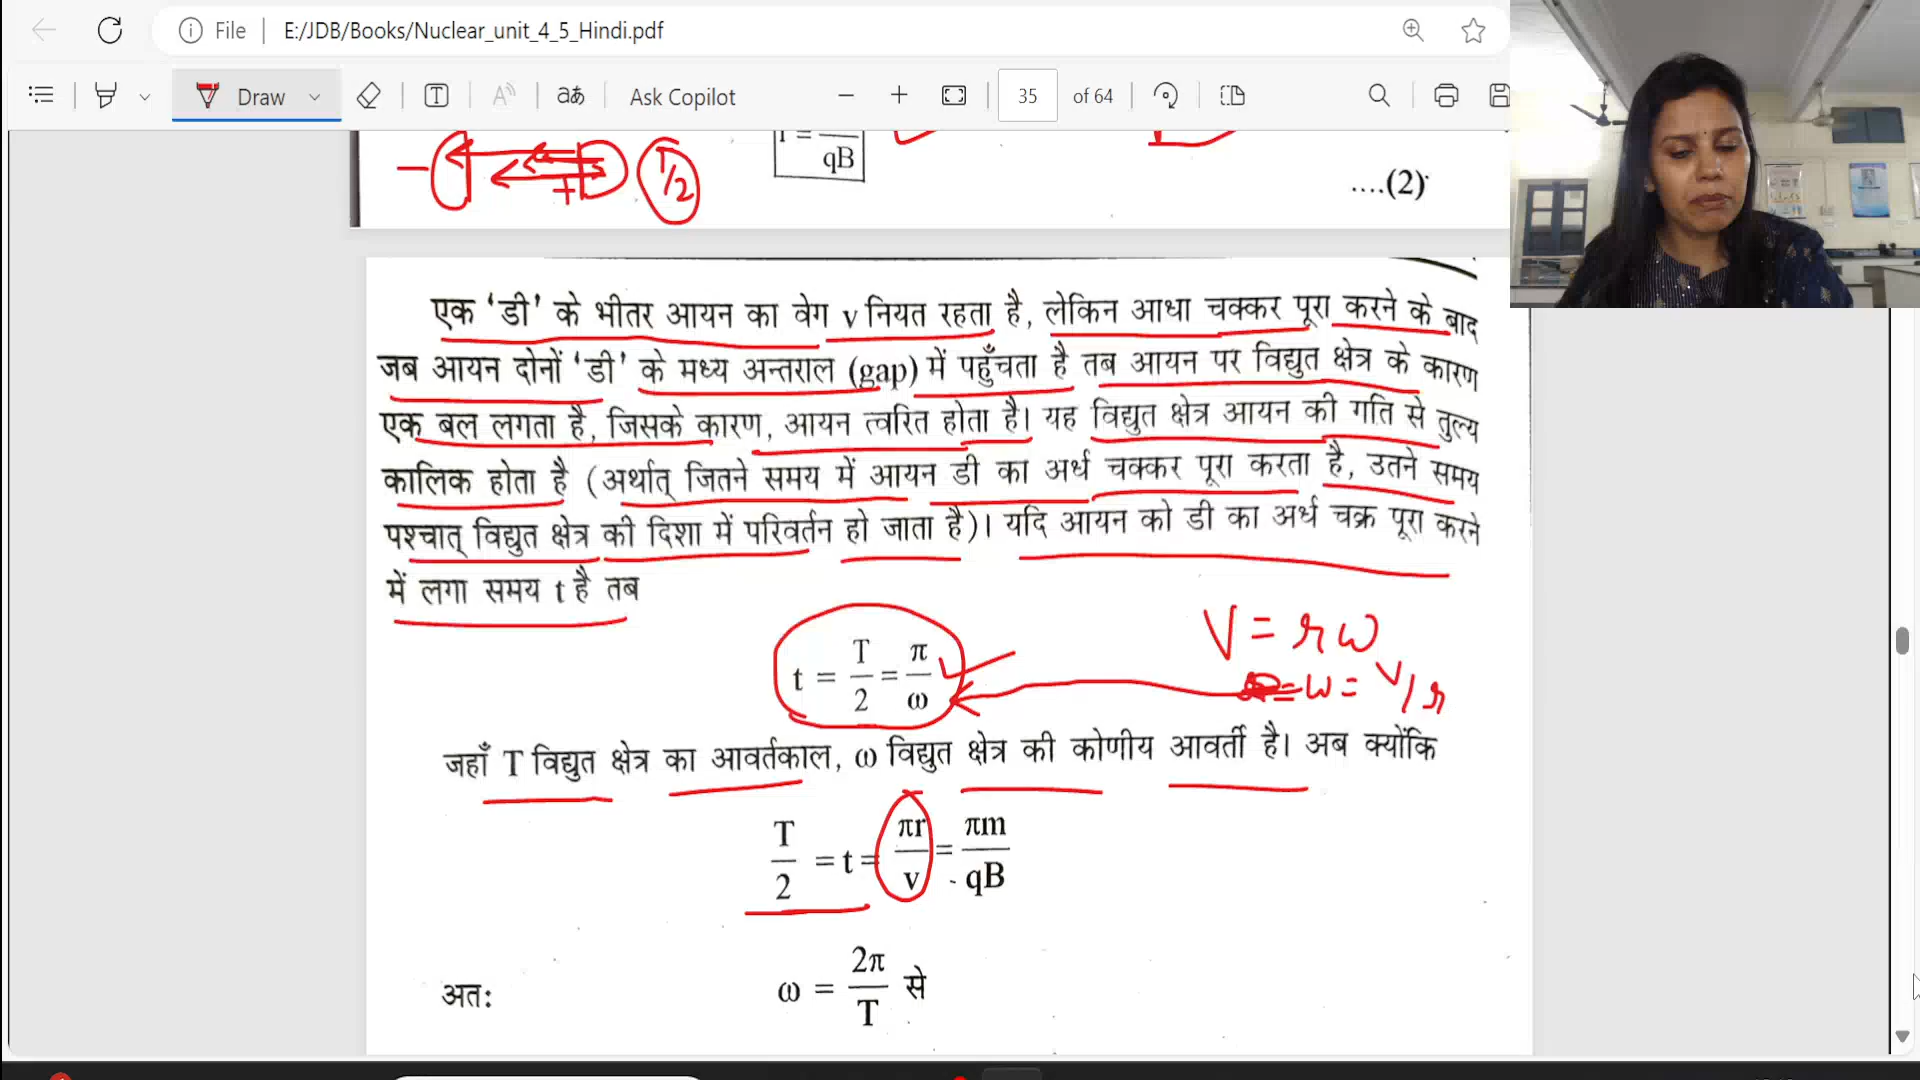 File
E:/JDB/Books/Nuclear_unit_4_5_Hindi.pdf
Draw
aあ
Ask Copilot
35 of 64
qB
T/2
....(2)
एक 'डी' के भीतर आयन का वेग v नियत रहता है, लेकिन आधा चक्कर पूरा करने के बाद
जब आयन दोनों 'डी' के मध्य अन्तराल (gap) में पहुँचता है तब आयन पर विद्युत क्षेत्र के कारण
एक बल लगता है, जिसके कारण, आयन त्वरित होता है। यह विद्युत क्षेत्र आयन की गति से तुल्य
कालिक होता है (अर्थात् जितने समय में आयन डी का अर्ध चक्कर पूरा करता है, उतने समय
पश्चात् विद्युत क्षेत्र की दिशा में परिवर्तन हो जाता है)। यदि आयन को डी का अर्ध चक्र पूरा करने
में लगा समय t है तब
V = rω
t = T/2 = π/ω
ω = v/r
जहाँ T विद्युत क्षेत्र का आवर्तकाल, ω विद्युत क्षेत्र की कोणीय आवर्ती है। अब क्योंकि
T/2 = t = πr/v = πm/qB
अत: ω = 2π/T से